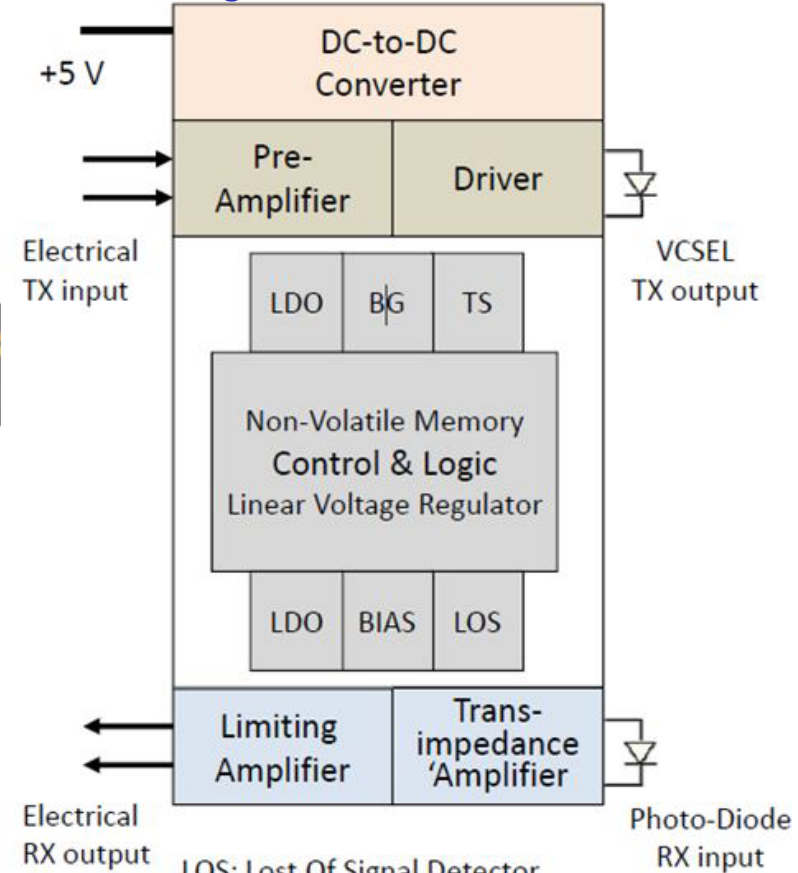 DC-to-DC
Converter
+5 V
Pre-
Amplifier
Driver
Electrical
TX input
VCSEL
TX output
LDO
BG
TS
Non-Volatile Memory
Control & Logic
Linear Voltage Regulator
LDO
BIAS
LOS
Limiting
Amplifier
Trans-
impedance
'Amplifier
Electrical
RX output
Photo-Diode
RX input
LOS: Lost Of Signal Detector